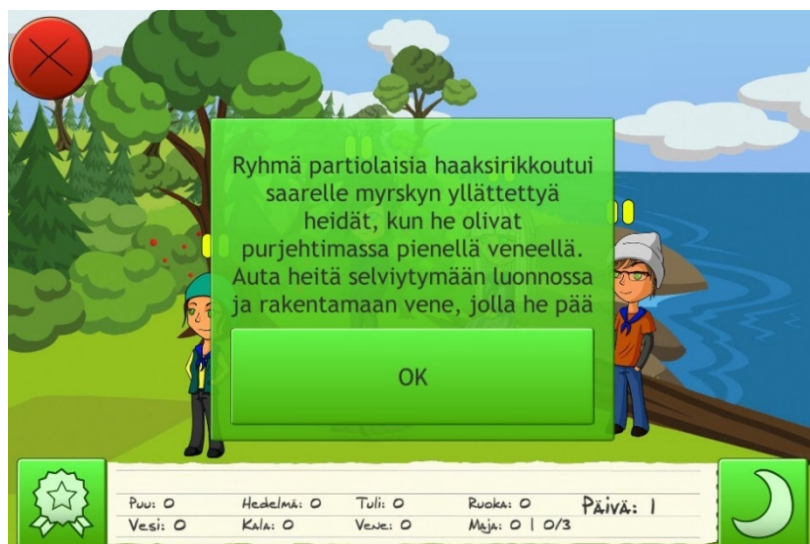 Ryhmä partiolaisia haaksirikkoutui
saarelle myrskyn yllättettyä
heidät, kun he olivat
purjehtimassa pienellä veneellä.
Auta heitä selviytymään luonnossa
ja rakentamaan vene, jolla he pää
OK
Puu: 0 Hedelmä: 0 Tuli: 0 Ruoka: 0 Päivä: 1
Vesi: 0 Kala: 0 Vene: 0 Maja: 0 | 0/3